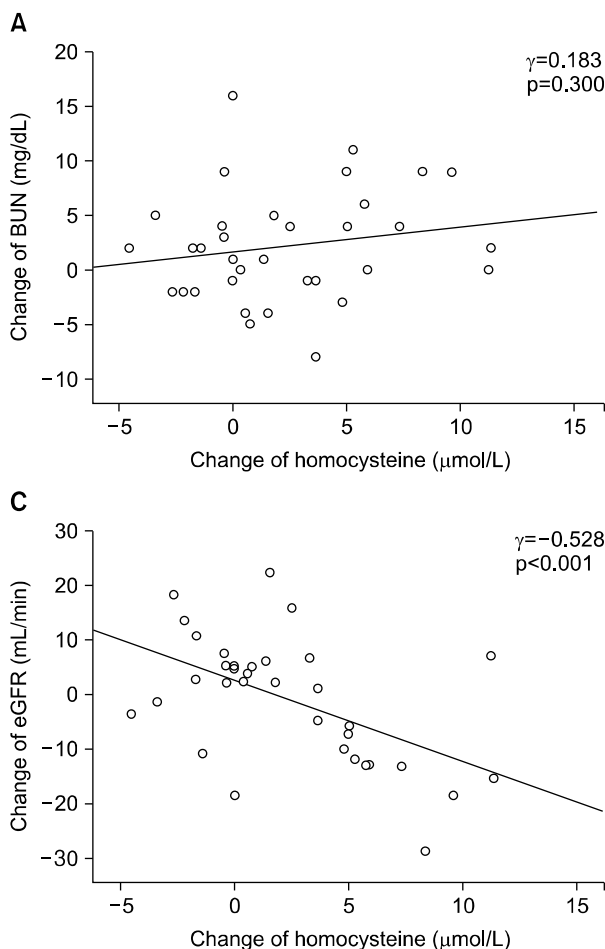 A
γ=0.183
p=0.300
Change of BUN (mg/dL)
20
15
10
5
0
−5
−10
−5 0 5 10 15
Change of homocysteine (μmol/L)
C
γ=−0.528
p<0.001
Change of eGFR (mL/min)
30
20
10
0
−10
−20
−30
−5 0 5 10 15
Change of homocysteine (μmol/L)